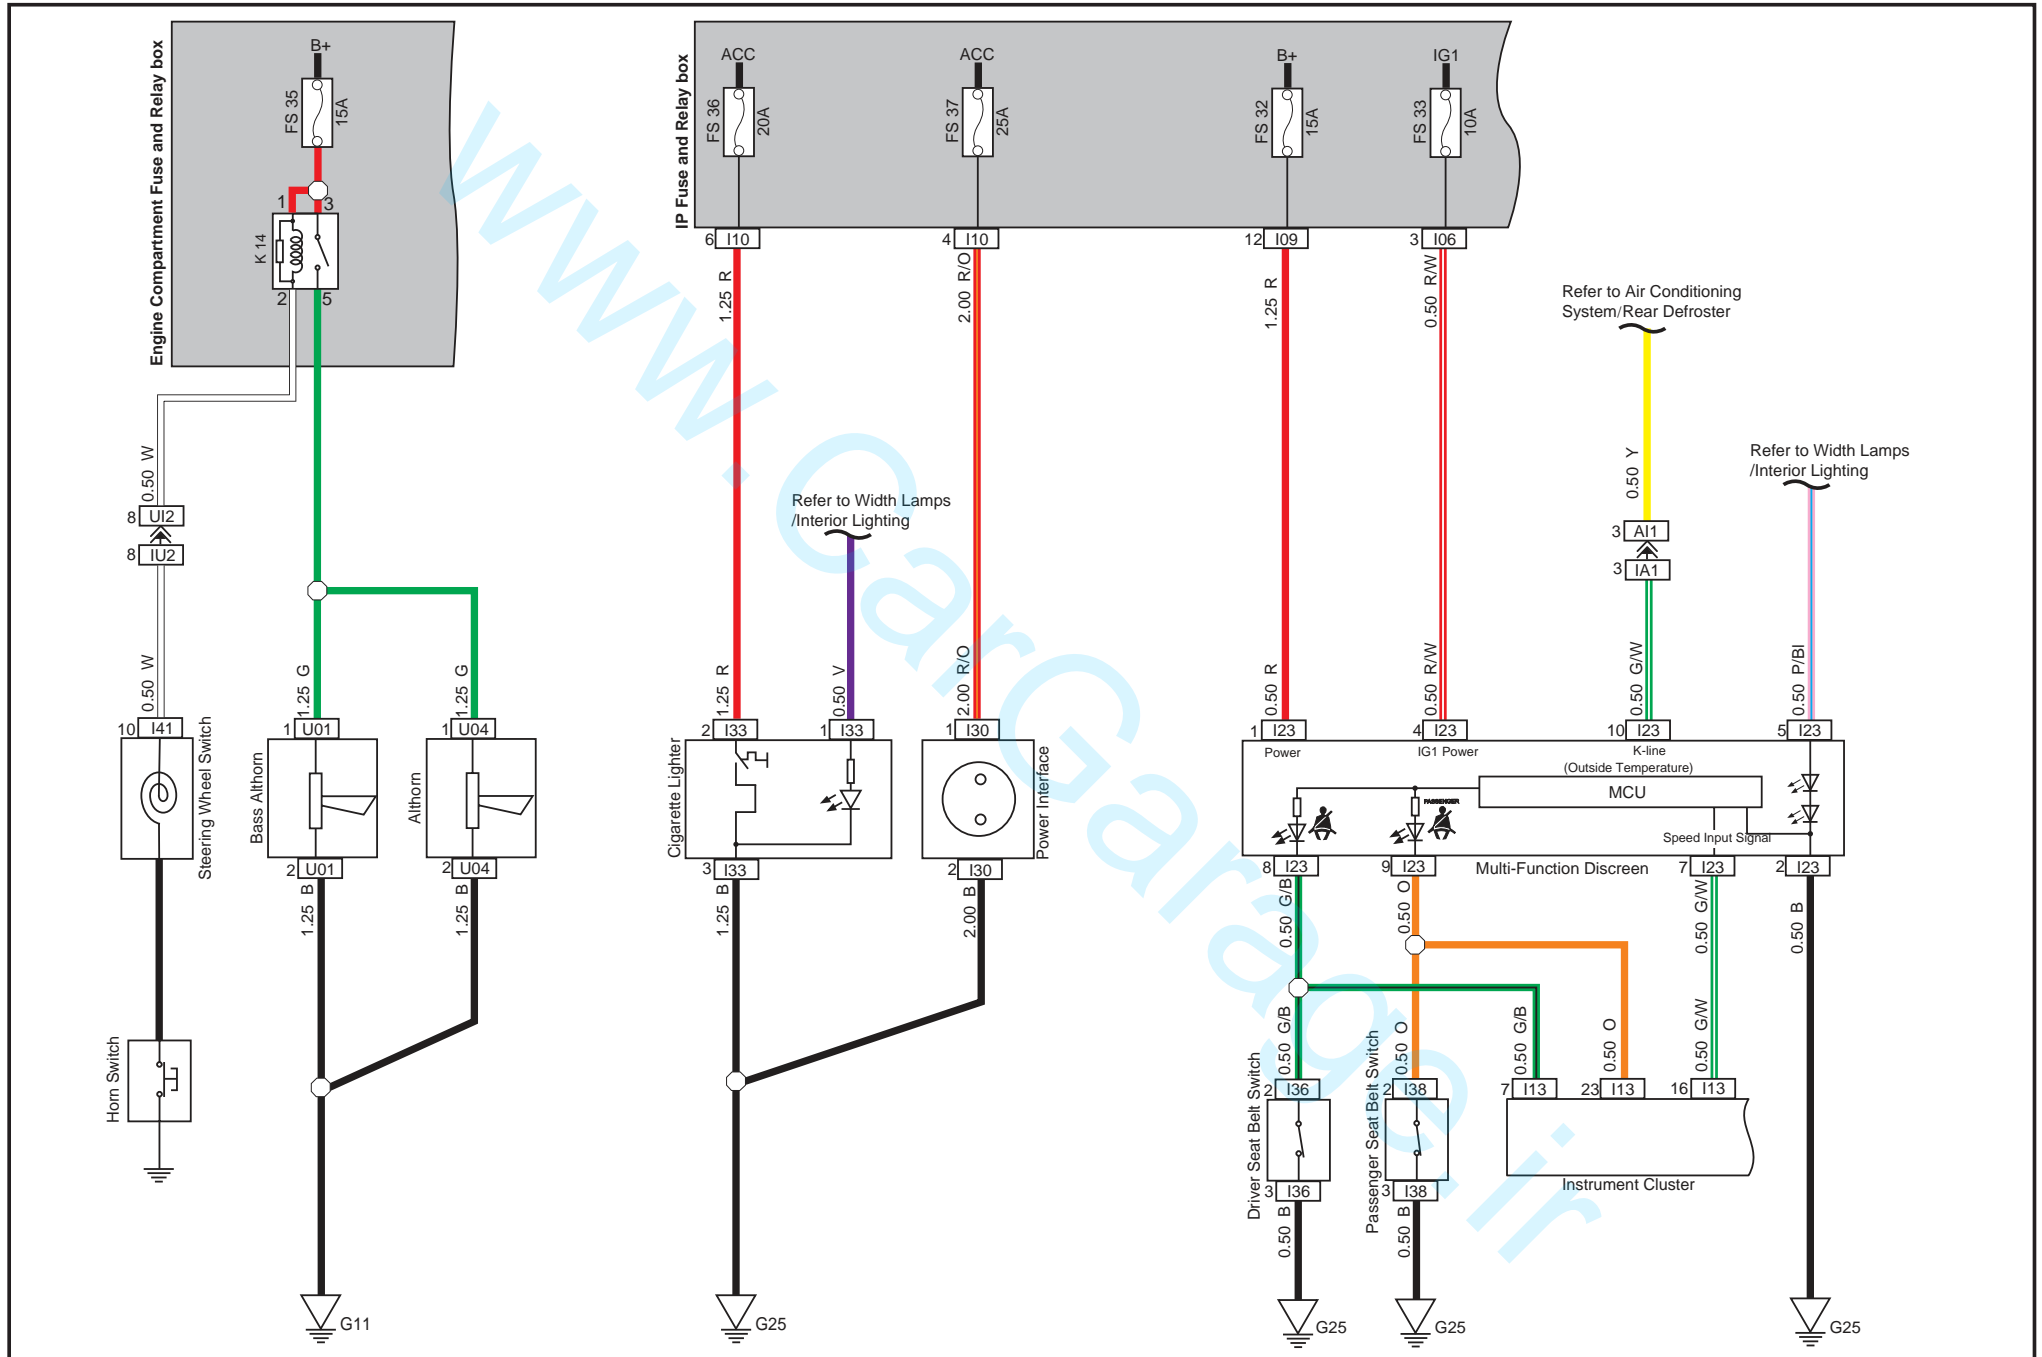 Engine Compartment Fuse and Relay box
B+
FS 35
15A
1
3
K 14
2
5
0.50 W
8 UI2
8 IU2
0.50 W
10 I41
Steering Wheel Switch
Horn Switch
1.25 G
1 U01
Bass Althorn
2 U01
1.25 B
1.25 G
1 U04
Althorn
2 U04
1.25 B
G11
IP Fuse and Relay box
ACC
FS 36
20A
ACC
FS 37
25A
B+
FS 32
15A
IG1
FS 33
10A
6 I10
4 I10
12 I09
3 I06
1.25 R
2.00 R/O
1.25 R
0.50 R/W
Refer to Air Conditioning
System/Rear Defroster
Refer to Width Lamps
/Interior Lighting
Refer to Width Lamps
/Interior Lighting
0.50 Y
3 AI1
3 IA1
1.25 R
0.50 V
2.00 R/O
0.50 R
0.50 R/W
0.50 G/W
0.50 P/Bl
2 I33
1 I33
1 I30
1 I23
4 I23
10 I23
5 I23
Cigarette Lighter
Power Interface
Power
IG1 Power
K-line
(Outside Temperature)
MCU
PASSENGER
Speed Input Signal
3 I33
2 I30
8 I23
9 I23
Multi-Function Discreen
7 I23
2 I23
1.25 B
2.00 B
0.50 G/B
0.50 O
0.50 G/W
0.50 B
0.50 G/B
0.50 O
0.50 G/B
0.50 O
0.50 G/W
2 I36
2 I38
7 I13
23 I13
16 I13
Driver Seat Belt Switch
Passenger Seat Belt Switch
Instrument Cluster
3 I36
3 I38
0.50 B
0.50 B
G25
G25
G25
G25
www.CarGarage.ir